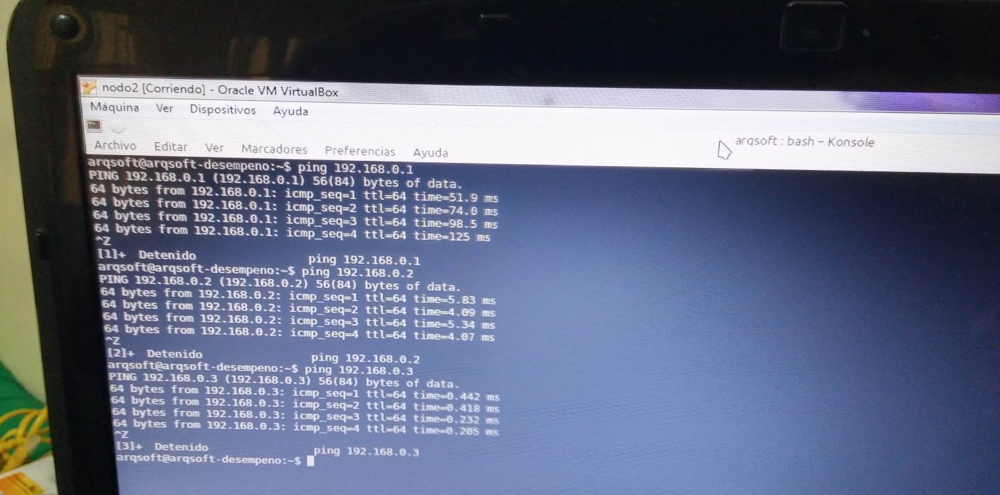 nodo2 [Corriendo] - Oracle VM VirtualBox
Máquina Ver Dispositivos Ayuda
arqsoft : bash – Konsole
Archivo Editar Ver Marcadores Preferencias Ayuda
arqsoft@arqsoft-desempeno:~$ ping 192.168.0.1
PING 192.168.0.1 (192.168.0.1) 56(84) bytes of data.
64 bytes from 192.168.0.1: icmp_seq=1 ttl=64 time=51.9 ms
64 bytes from 192.168.0.1: icmp_seq=2 ttl=64 time=74.0 ms
64 bytes from 192.168.0.1: icmp_seq=3 ttl=64 time=98.5 ms
64 bytes from 192.168.0.1: icmp_seq=4 ttl=64 time=125 ms
^Z
[1]+ Detenido ping 192.168.0.1
arqsoft@arqsoft-desempeno:~$ ping 192.168.0.2
PING 192.168.0.2 (192.168.0.2) 56(84) bytes of data.
64 bytes from 192.168.0.2: icmp_seq=1 ttl=64 time=5.83 ms
64 bytes from 192.168.0.2: icmp_seq=2 ttl=64 time=4.09 ms
64 bytes from 192.168.0.2: icmp_seq=3 ttl=64 time=5.34 ms
64 bytes from 192.168.0.2: icmp_seq=4 ttl=64 time=4.07 ms
^Z
[2]+ Detenido ping 192.168.0.2
arqsoft@arqsoft-desempeno:~$ ping 192.168.0.3
PING 192.168.0.3 (192.168.0.3) 56(84) bytes of data.
64 bytes from 192.168.0.3: icmp_seq=1 ttl=64 time=0.442 ms
64 bytes from 192.168.0.3: icmp_seq=2 ttl=64 time=0.418 ms
64 bytes from 192.168.0.3: icmp_seq=3 ttl=64 time=0.232 ms
64 bytes from 192.168.0.3: icmp_seq=4 ttl=64 time=0.205 ms
^Z
[3]+ Detenido ping 192.168.0.3
arqsoft@arqsoft-desempeno:~$